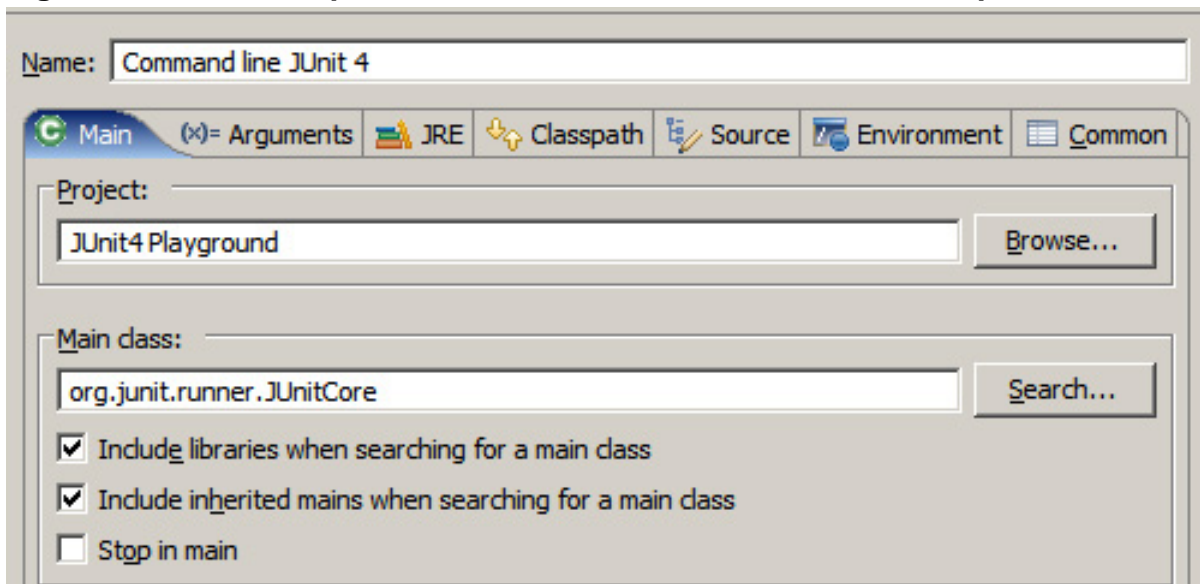 Name: Command line JUnit 4
Main (x)= Arguments JRE Classpath Source Environment Common
Project:
JUnit4 Playground Browse...
Main class:
org.junit.runner.JUnitCore Search...
Include libraries when searching for a main class
Include inherited mains when searching for a main class
Stop in main